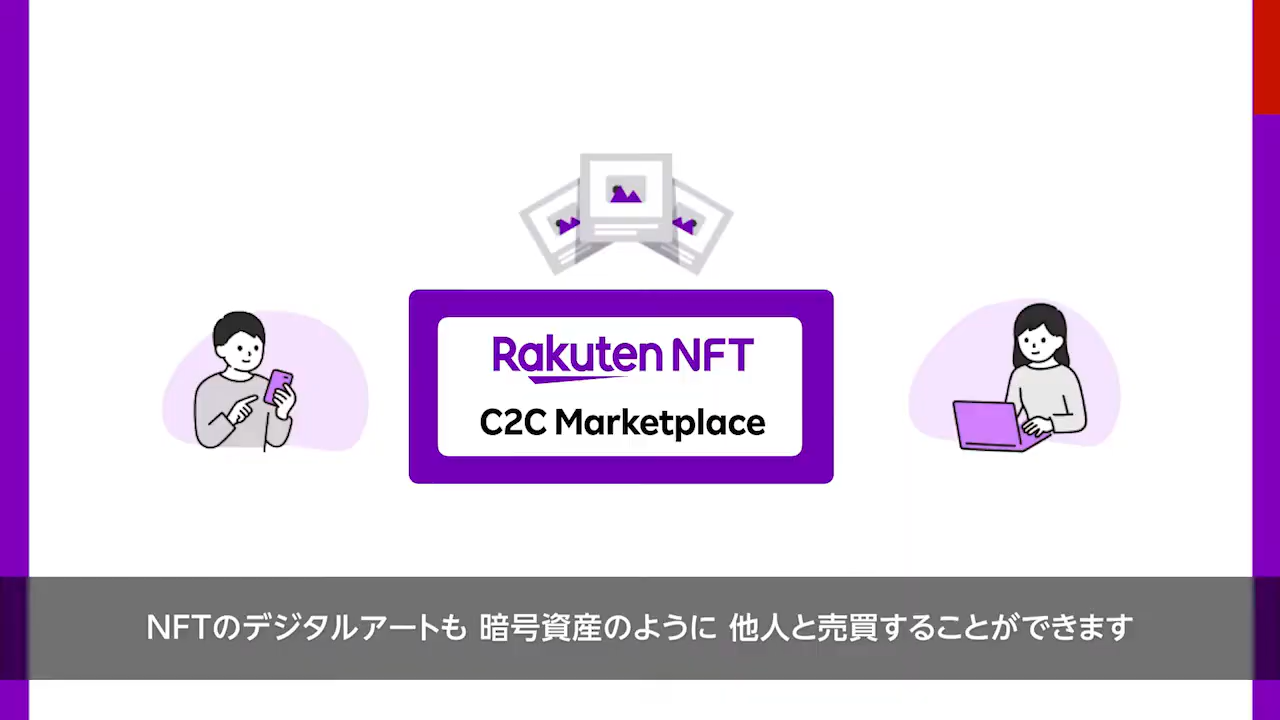 Rakuten NFT
C2C Marketplace
NFTのデジタルアートも 暗号資産のように 他人と売買することができます